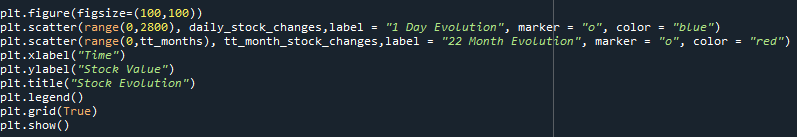 plt.figure(figsize=(100,100))
plt.scatter(range(0,2800), daily_stock_changes,label = "1 Day Evolution", marker = "o", color = "blue")
plt.scatter(range(0,tt_months), tt_month_stock_changes,label = "22 Month Evolution", marker = "o", color = "red")
plt.xlabel("Time")
plt.ylabel("Stock Value")
plt.title("Stock Evolution")
plt.legend()
plt.grid(True)
plt.show()